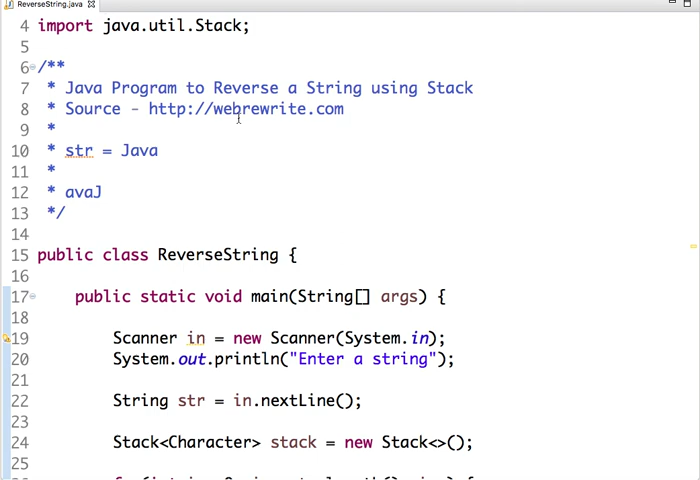 ReverseString.java
4 import java.util.Stack;
5
6 /**
7 * Java Program to Reverse a String using Stack
8 * Source - http://webrewrite.com
9 *
10 * str = Java
11 *
12 * avaJ
13 */
14
15 public class ReverseString {
16
17 public static void main(String[] args) {
18
19 Scanner in = new Scanner(System.in);
20 System.out.println("Enter a string");
21
22 String str = in.nextLine();
23
24 Stack<Character> stack = new Stack<>();
25